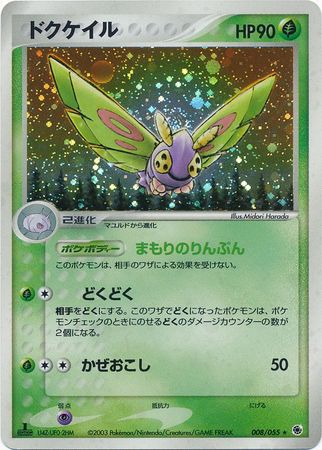 ドクケイル HP90
Illus.Midori Harada
2進化
マユルドから進化
ポケボディー まもりのりんぷん
このポケモンは、相手のワザによる効果を受けない。
どくどく
相手をどくにする。このワザでどくになったポケモンは、ポケ
モンチェックのときにのせるどくのダメージカウンターの数が
2個になる。
かぜおこし 50
弱点 抵抗力 にげる
1
EDITION
U4Z-UF0-2HM
©2003 Pokémon/Nintendo/Creatures/GAME FREAK.
008/055 ★